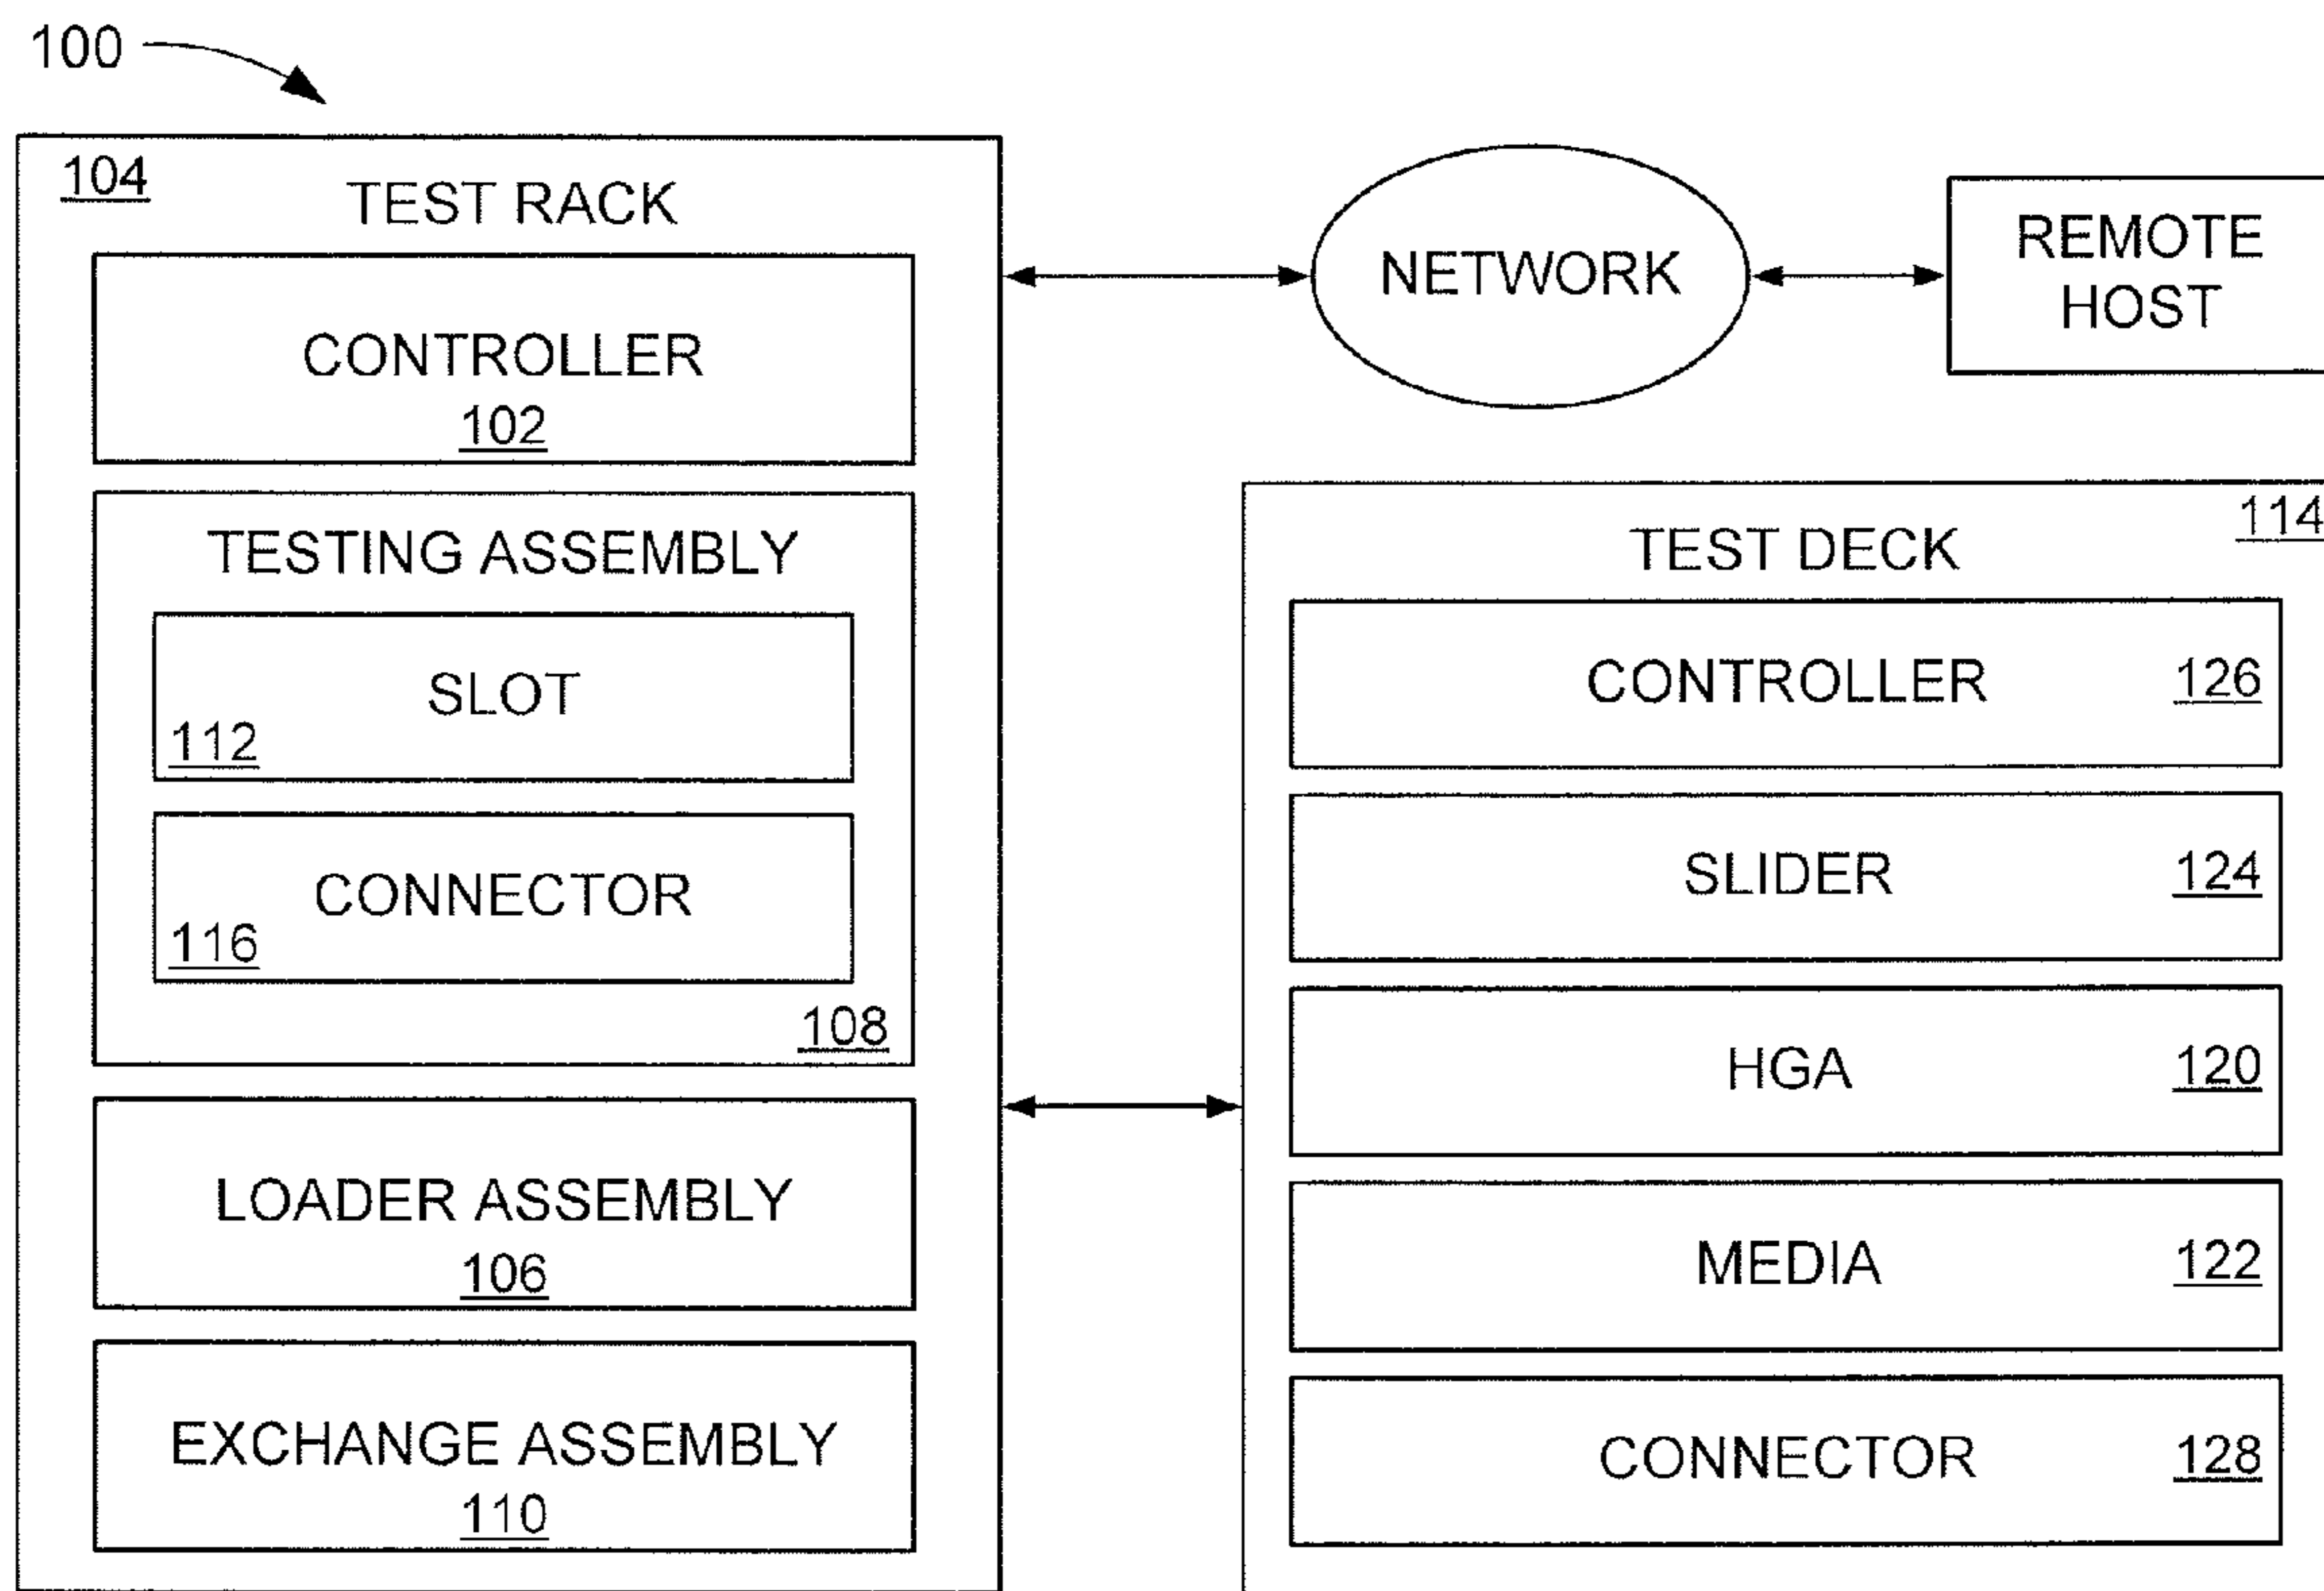 100
104
TEST RACK
CONTROLLER
102
TESTING ASSEMBLY
SLOT
112
CONNECTOR
116
108
LOADER ASSEMBLY
106
EXCHANGE ASSEMBLY
110
NETWORK
REMOTE
HOST
114
TEST DECK
CONTROLLER 126
SLIDER 124
HGA 120
MEDIA 122
CONNECTOR 128